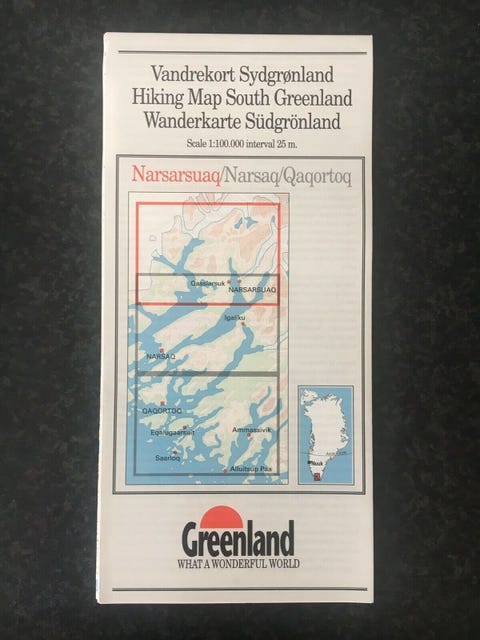 Vandrekort Sydgrønland
Hiking Map South Greenland
Wanderkarte Südgrönland
Scale 1:100.000 interval 25 m.
Narsarsuaq/Narsaq/Qaqortoq
Qassiarsuk
NARSARSUAQ
Igaliku
NARSAQ
QAQORTOQ
Eqalugaarsuit
Ammassivik
Saarloq
Alluitsup Paa
Nuuk
Greenland
WHAT A WONDERFUL WORLD